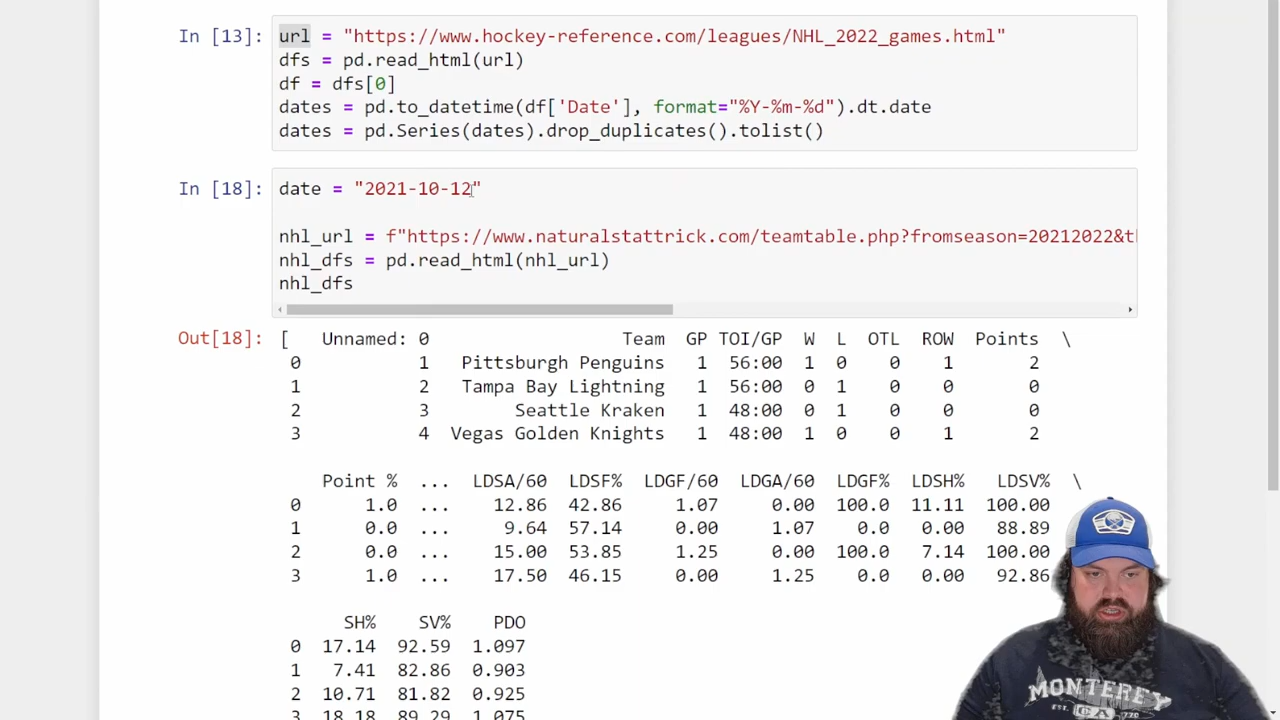 In [13]: url = "https://www.hockey-reference.com/leagues/NHL_2022_games.html"
dfs = pd.read_html(url)
df = dfs[0]
dates = pd.to_datetime(df['Date'], format="%Y-%m-%d").dt.date
dates = pd.Series(dates).drop_duplicates().tolist()
In [18]: date = "2021-10-12"
nhl_url = f"https://www.naturalstattrick.com/teamtable.php?fromseason=20212022&t
nhl_dfs = pd.read_html(nhl_url)
nhl_dfs
Out[18]: [ Unnamed: 0 Team GP TOI/GP W L OTL ROW Points \
0 1 Pittsburgh Penguins 1 56:00 1 0 0 1 2
1 2 Tampa Bay Lightning 1 56:00 0 1 0 0 0
2 3 Seattle Kraken 1 48:00 0 1 0 0 0
3 4 Vegas Golden Knights 1 48:00 1 0 0 1 2
Point % ... LDSA/60 LDSF% LDGF/60 LDGA/60 LDGF% LDSH% LDSV% \
0 1.0 ... 12.86 42.86 1.07 0.00 100.0 11.11 100.00
1 0.0 ... 9.64 57.14 0.00 1.07 0.0 0.00 88.89
2 0.0 ... 15.00 53.85 1.25 0.00 100.0 7.14 100.00
3 1.0 ... 17.50 46.15 0.00 1.25 0.0 0.00 92.86
SH% SV% PDO
0 17.14 92.59 1.097
1 7.41 82.86 0.903
2 10.71 81.82 0.925
3 18.18 89.29 1.075
MONTEREY
CA